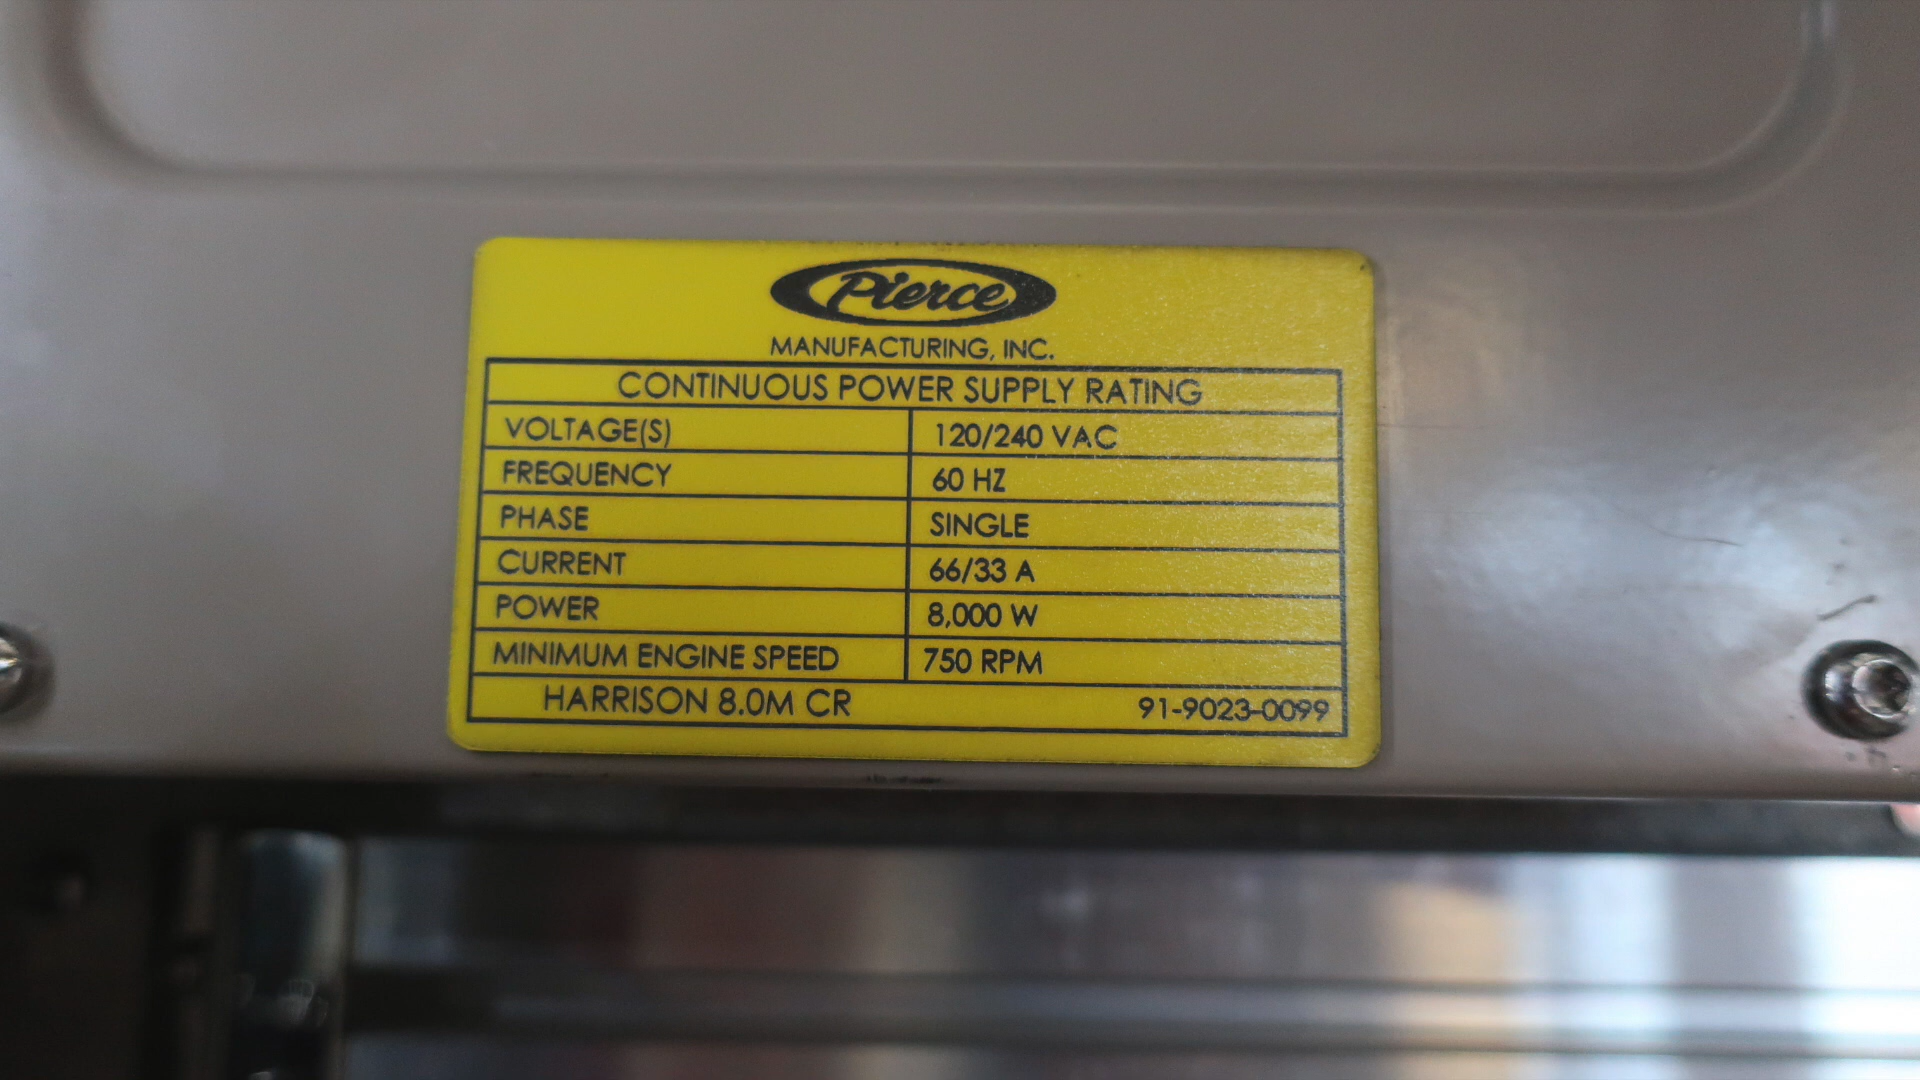 Pierce
MANUFACTURING, INC.
CONTINUOUS POWER SUPPLY RATING
VOLTAGE(S) 120/240 VAC
FREQUENCY 60 HZ
PHASE SINGLE
CURRENT 66/33 A
POWER 8,000 W
MINIMUM ENGINE SPEED 750 RPM
HARRISON 8.0M CR 91-9023-0099